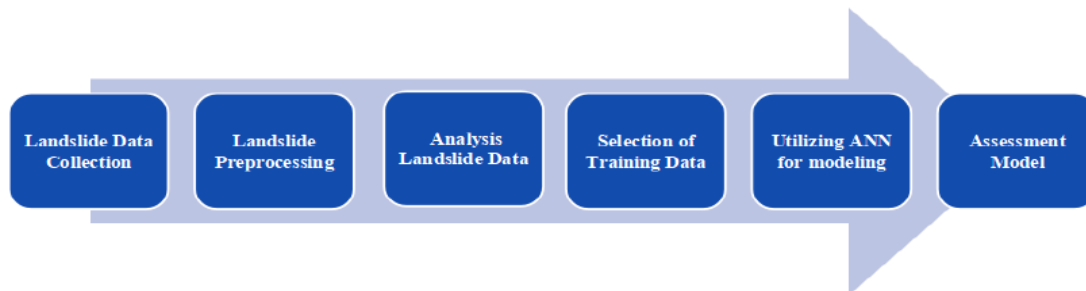 Landslide Data
Collection
Landslide
Preprocessing
Analysis
Landslide Data
Selection of
Training Data
Utilizing ANN
for modeling
Assessment
Model